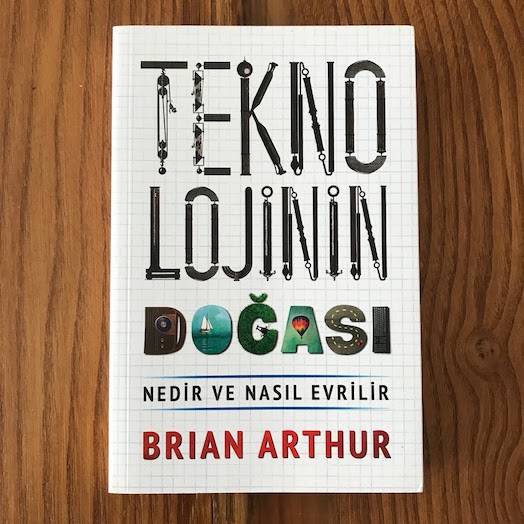 TEKNO
LOJİNİN
DOĞASI
NEDİR VE NASIL EVRİLİR
BRIAN ARTHUR